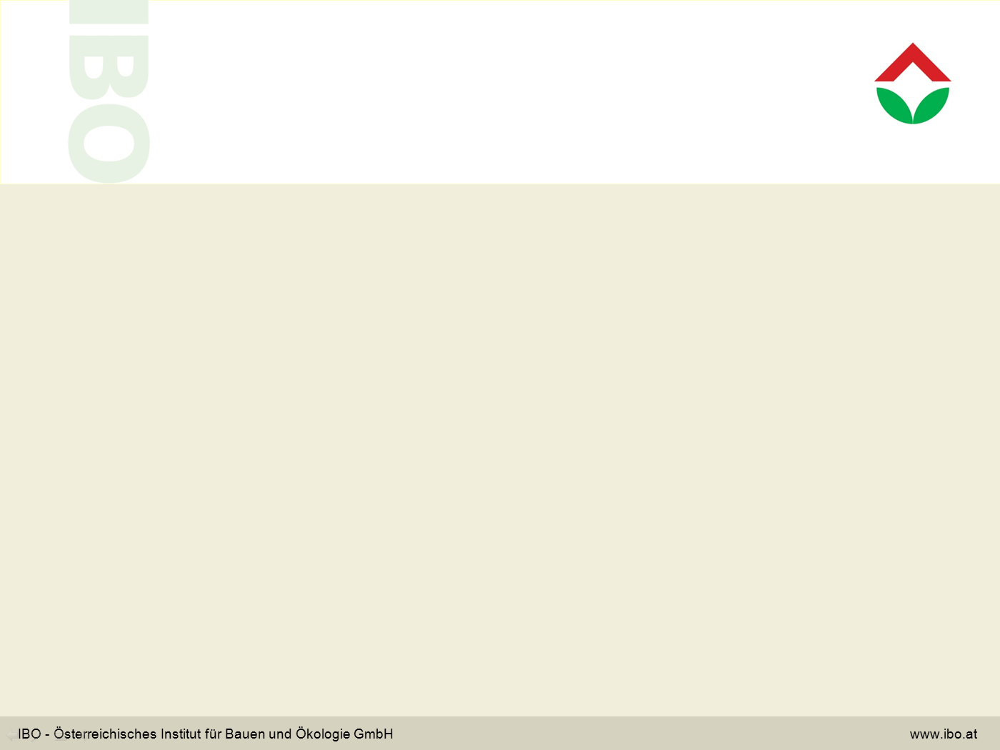 IBO
IBO - Österreichisches Institut für Bauen und Ökologie GmbH
www.ibo.at